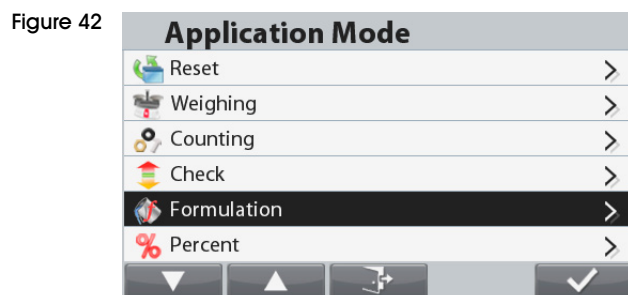 Figure 42
Application Mode
Reset
Weighing
Counting
Check
Formulation
Percent